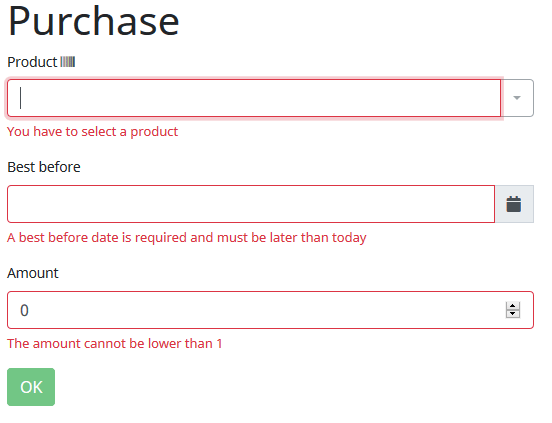 Purchase
Product
You have to select a product
Best before
A best before date is required and must be later than today
Amount
0
The amount cannot be lower than 1
OK